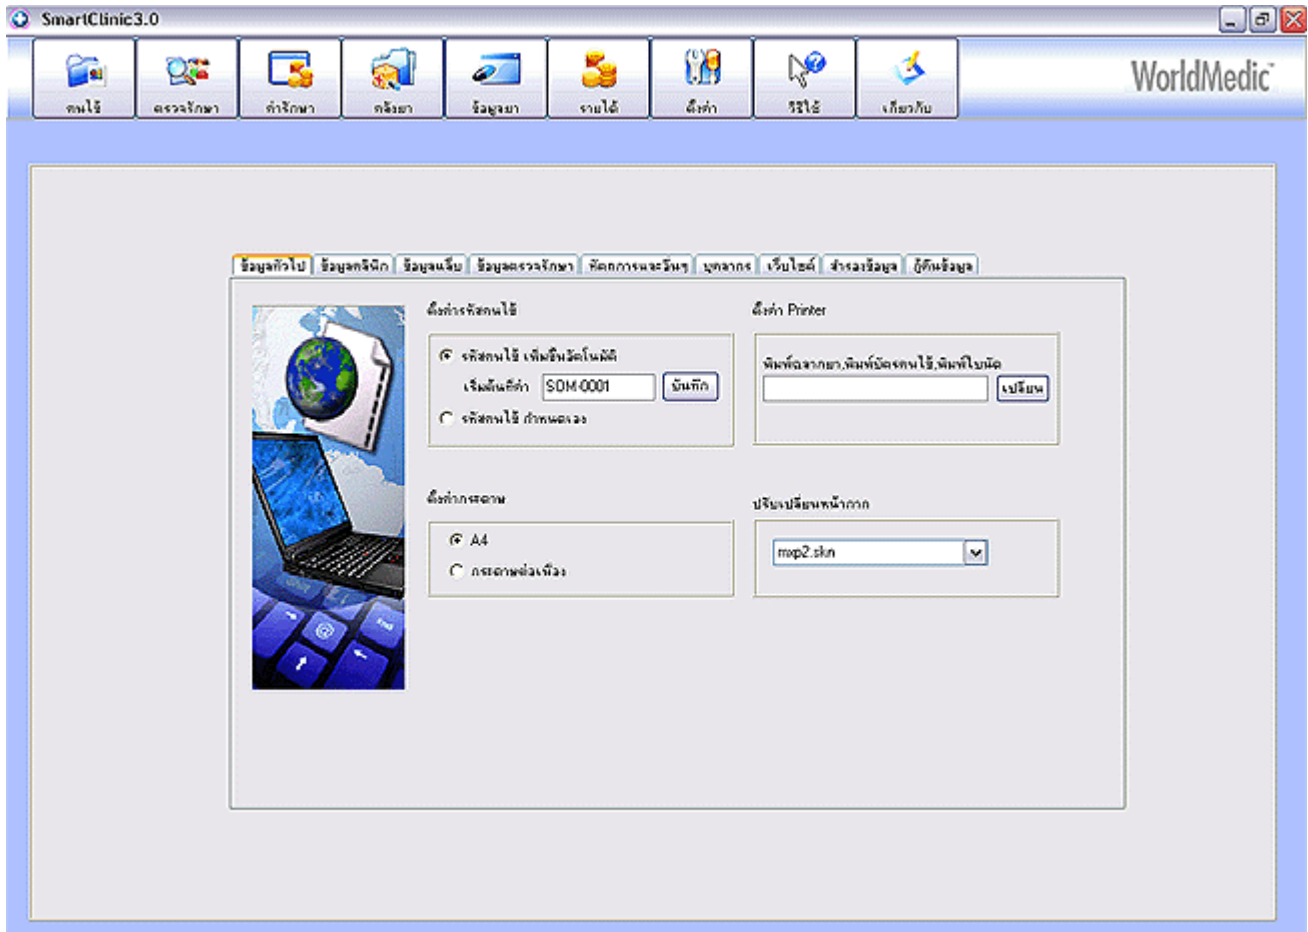 SmartClinic3.0
คนไข้ ตรวจรักษา ค่ารักษา คลังยา ข้อมูลยา รายได้ ตั้งค่า วิธีใช้ เกี่ยวกับ
WorldMedic
ข้อมูลทั่วไป ข้อมูลคลินิก ข้อมูลแล็บ ข้อมูลตรวจรักษา หัตถการและอื่นๆ บุคลากร เว็บไซต์ สำรองข้อมูล กู้คืนข้อมูล
ตั้งค่ารหัสคนไข้
รหัสคนไข้ เพิ่มขึ้นอัตโนมัติ
เริ่มต้นที่ค่า SOM-0001 บันทึก
รหัสคนไข้ กำหนดเอง
ตั้งค่า Printer
พิมพ์ฉลากยา,พิมพ์บัตรคนไข้,พิมพ์ใบนัด
เปลี่ยน
ตั้งค่ากระดาษ
A4
กระดาษต่อเนื่อง
ปรับเปลี่ยนหน้ากาก
mxp2.skn